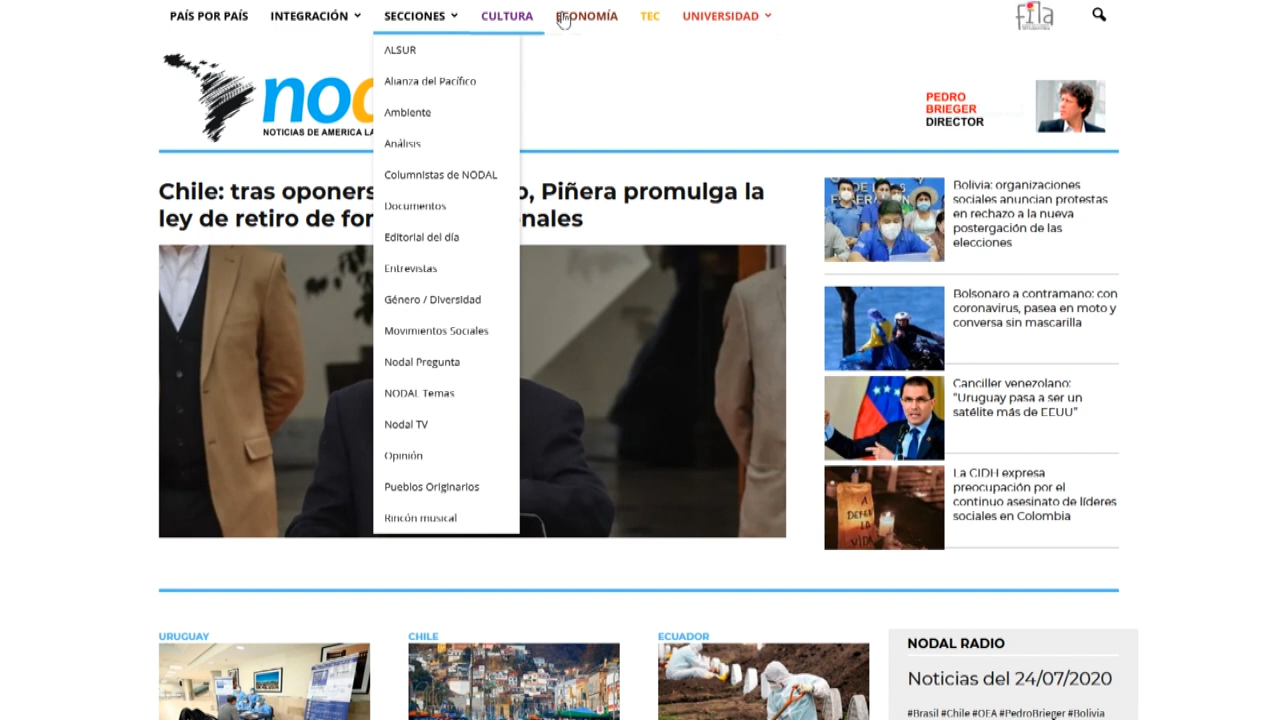 PAÍS POR PAÍS INTEGRACIÓN SECCIONES CULTURA ECONOMÍA TEC UNIVERSIDAD fila
ALSUR
Alianza del Pacífico
Ambiente
Análisis
Columnistas de NODAL
Documentos
Editorial del día
Entrevistas
Género / Diversidad
Movimientos Sociales
Nodal Pregunta
NODAL Temas
Nodal TV
Opinión
Pueblos Originarios
Rincón musical
NOTICIAS DE AMERICA LA
PEDRO
BRIEGER
DIRECTOR
Chile: tras oponers o, Piñera promulga la
ley de retiro de fon nales
Bolivia: organizaciones
sociales anuncian protestas
en rechazo a la nueva
postergación de las
elecciones
Bolsonaro a contramano: con
coronavirus, pasea en moto y
conversa sin mascarilla
Canciller venezolano:
"Uruguay pasa a ser un
satélite más de EEUU"
A
DEFEN
LA
VIDA
La CIDH expresa
preocupación por el
continuo asesinato de líderes
sociales en Colombia
URUGUAY
CHILE
ECUADOR
NODAL RADIO
Noticias del 24/07/2020
#Brasil #Chile #OEA #PedroBrieger #Bolivia